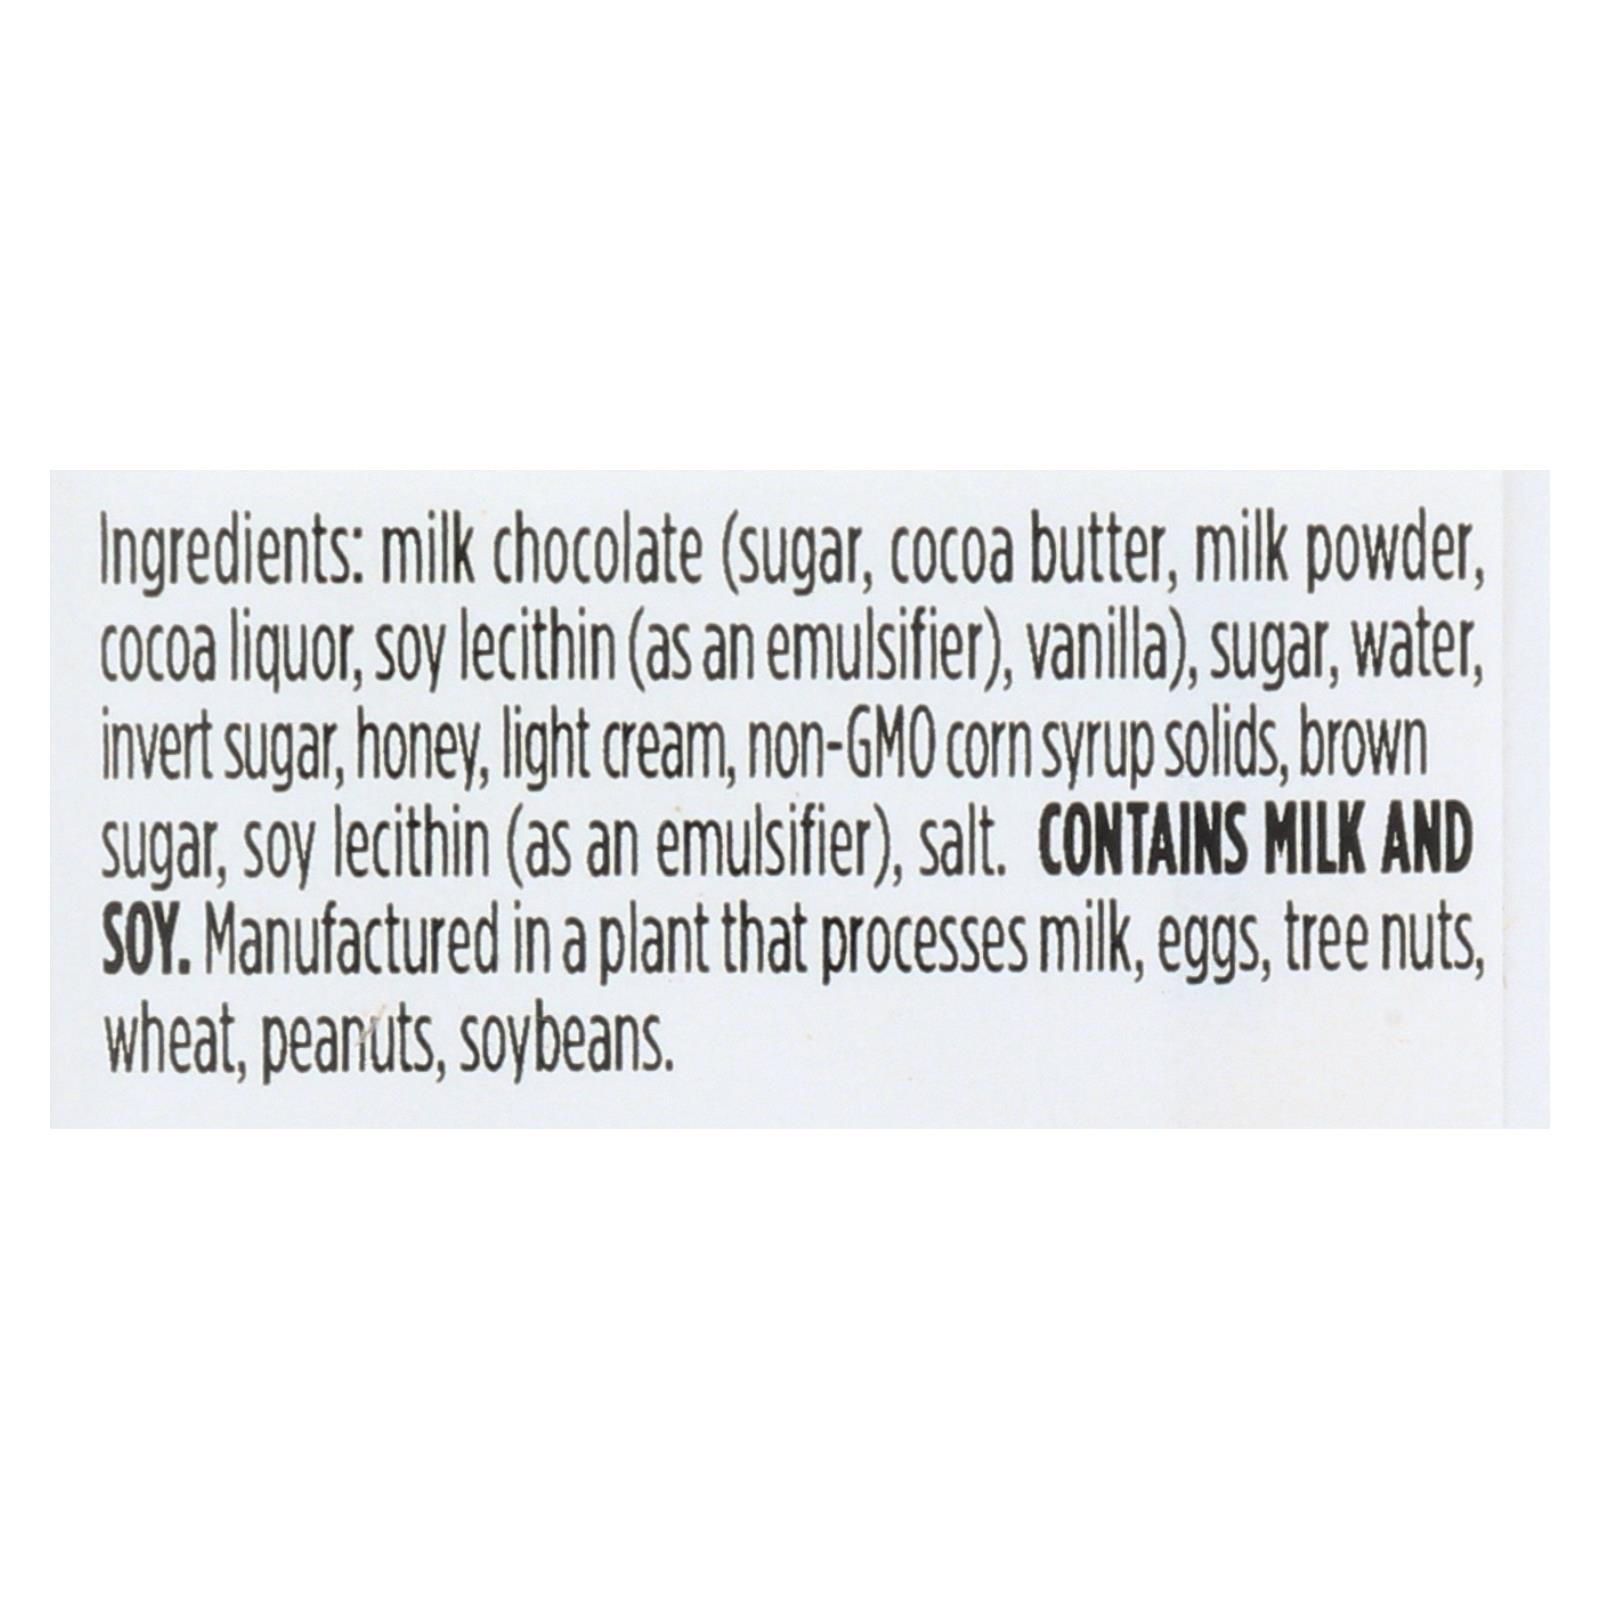 Ingredients: milk chocolate (sugar, cocoa butter, milk powder,
cocoa liquor, soy lecithin (as an emulsifier), vanilla), sugar, water,
invert sugar, honey, light cream, non-GMO corn syrup solids, brown
sugar, soy lecithin (as an emulsifier), salt. CONTAINS MILK AND
SOY. Manufactured in a plant that processes milk, eggs, tree nuts,
wheat, peanuts, soybeans.